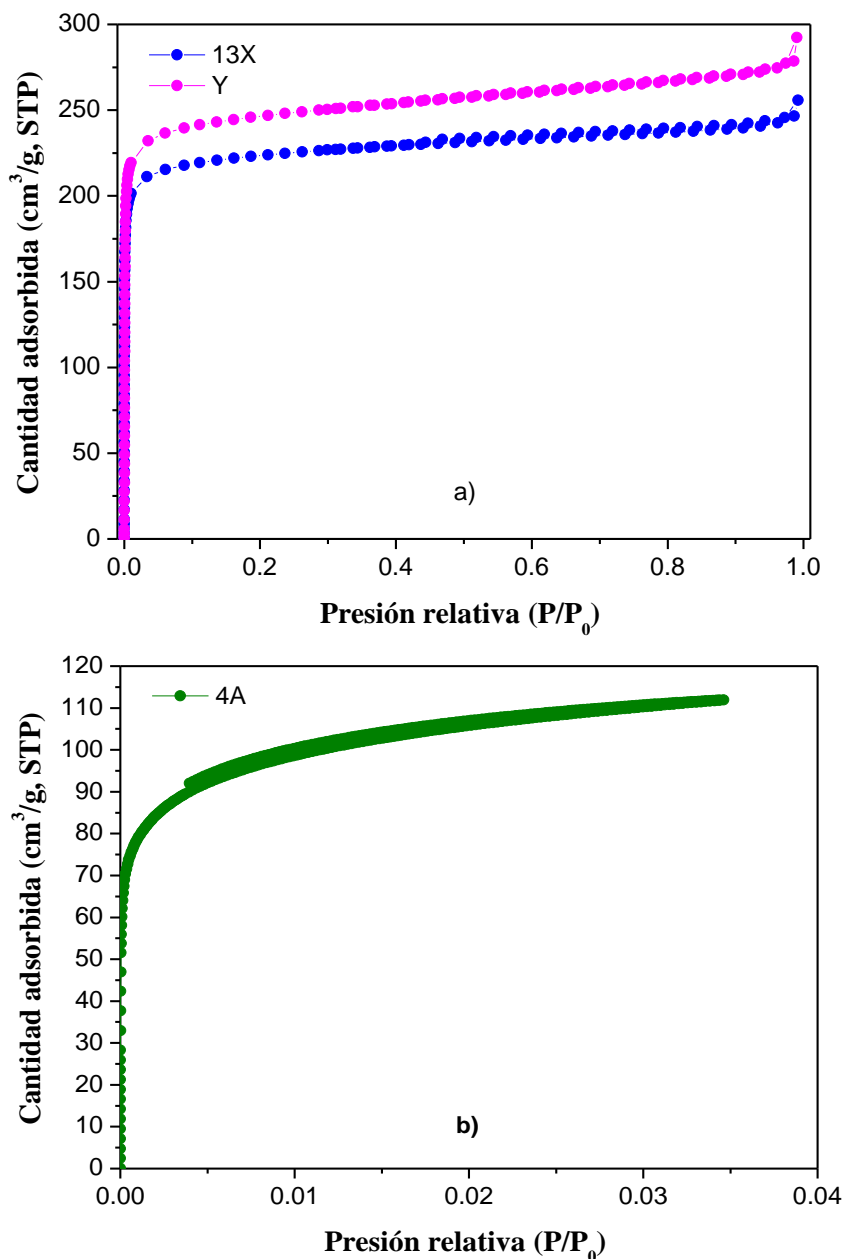 300
250
200
150
100
50
0
Cantidad adsorbida (cm³/g, STP)
13X
Y
a)
0.0 0.2 0.4 0.6 0.8 1.0
Presión relativa (P/P₀)
120
110
100
90
80
70
60
50
40
30
20
10
0
Cantidad adsorbida (cm³/g, STP)
4A
b)
0.00 0.01 0.02 0.03 0.04
Presión relativa (P/P₀)